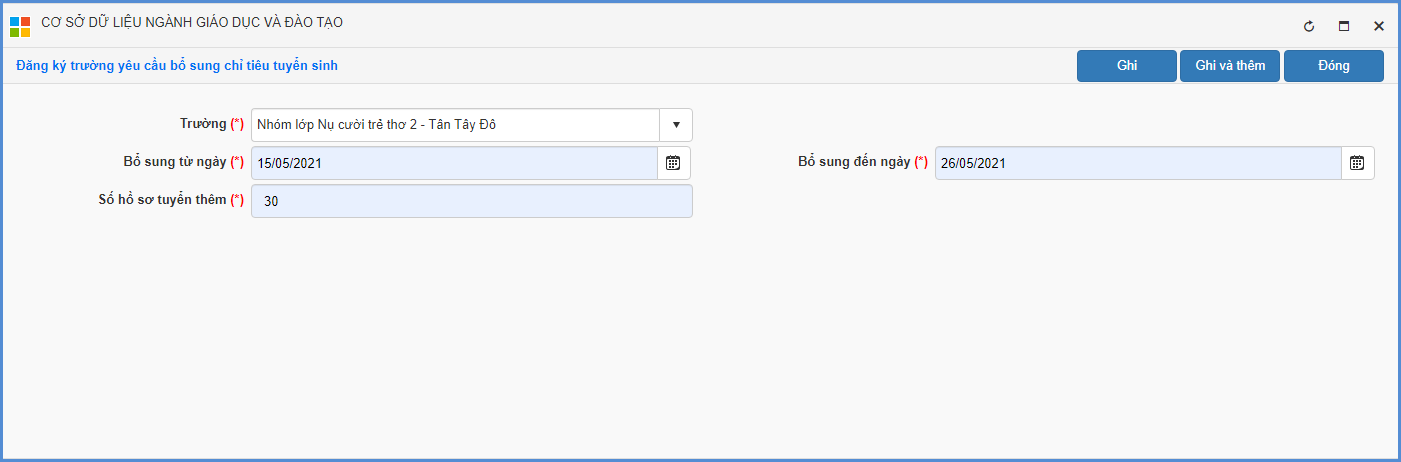 CƠ SỞ DỮ LIỆU NGÀNH GIÁO DỤC VÀ ĐÀO TẠO
Đăng ký trường yêu cầu bổ sung chỉ tiêu tuyển sinh Ghi Ghi và thêm Đóng
Trường (*) Nhóm lớp Nụ cười trẻ thơ 2 - Tân Tây Đô
Bổ sung từ ngày (*) 15/05/2021 Bổ sung đến ngày (*) 26/05/2021
Số hồ sơ tuyển thêm (*) 30